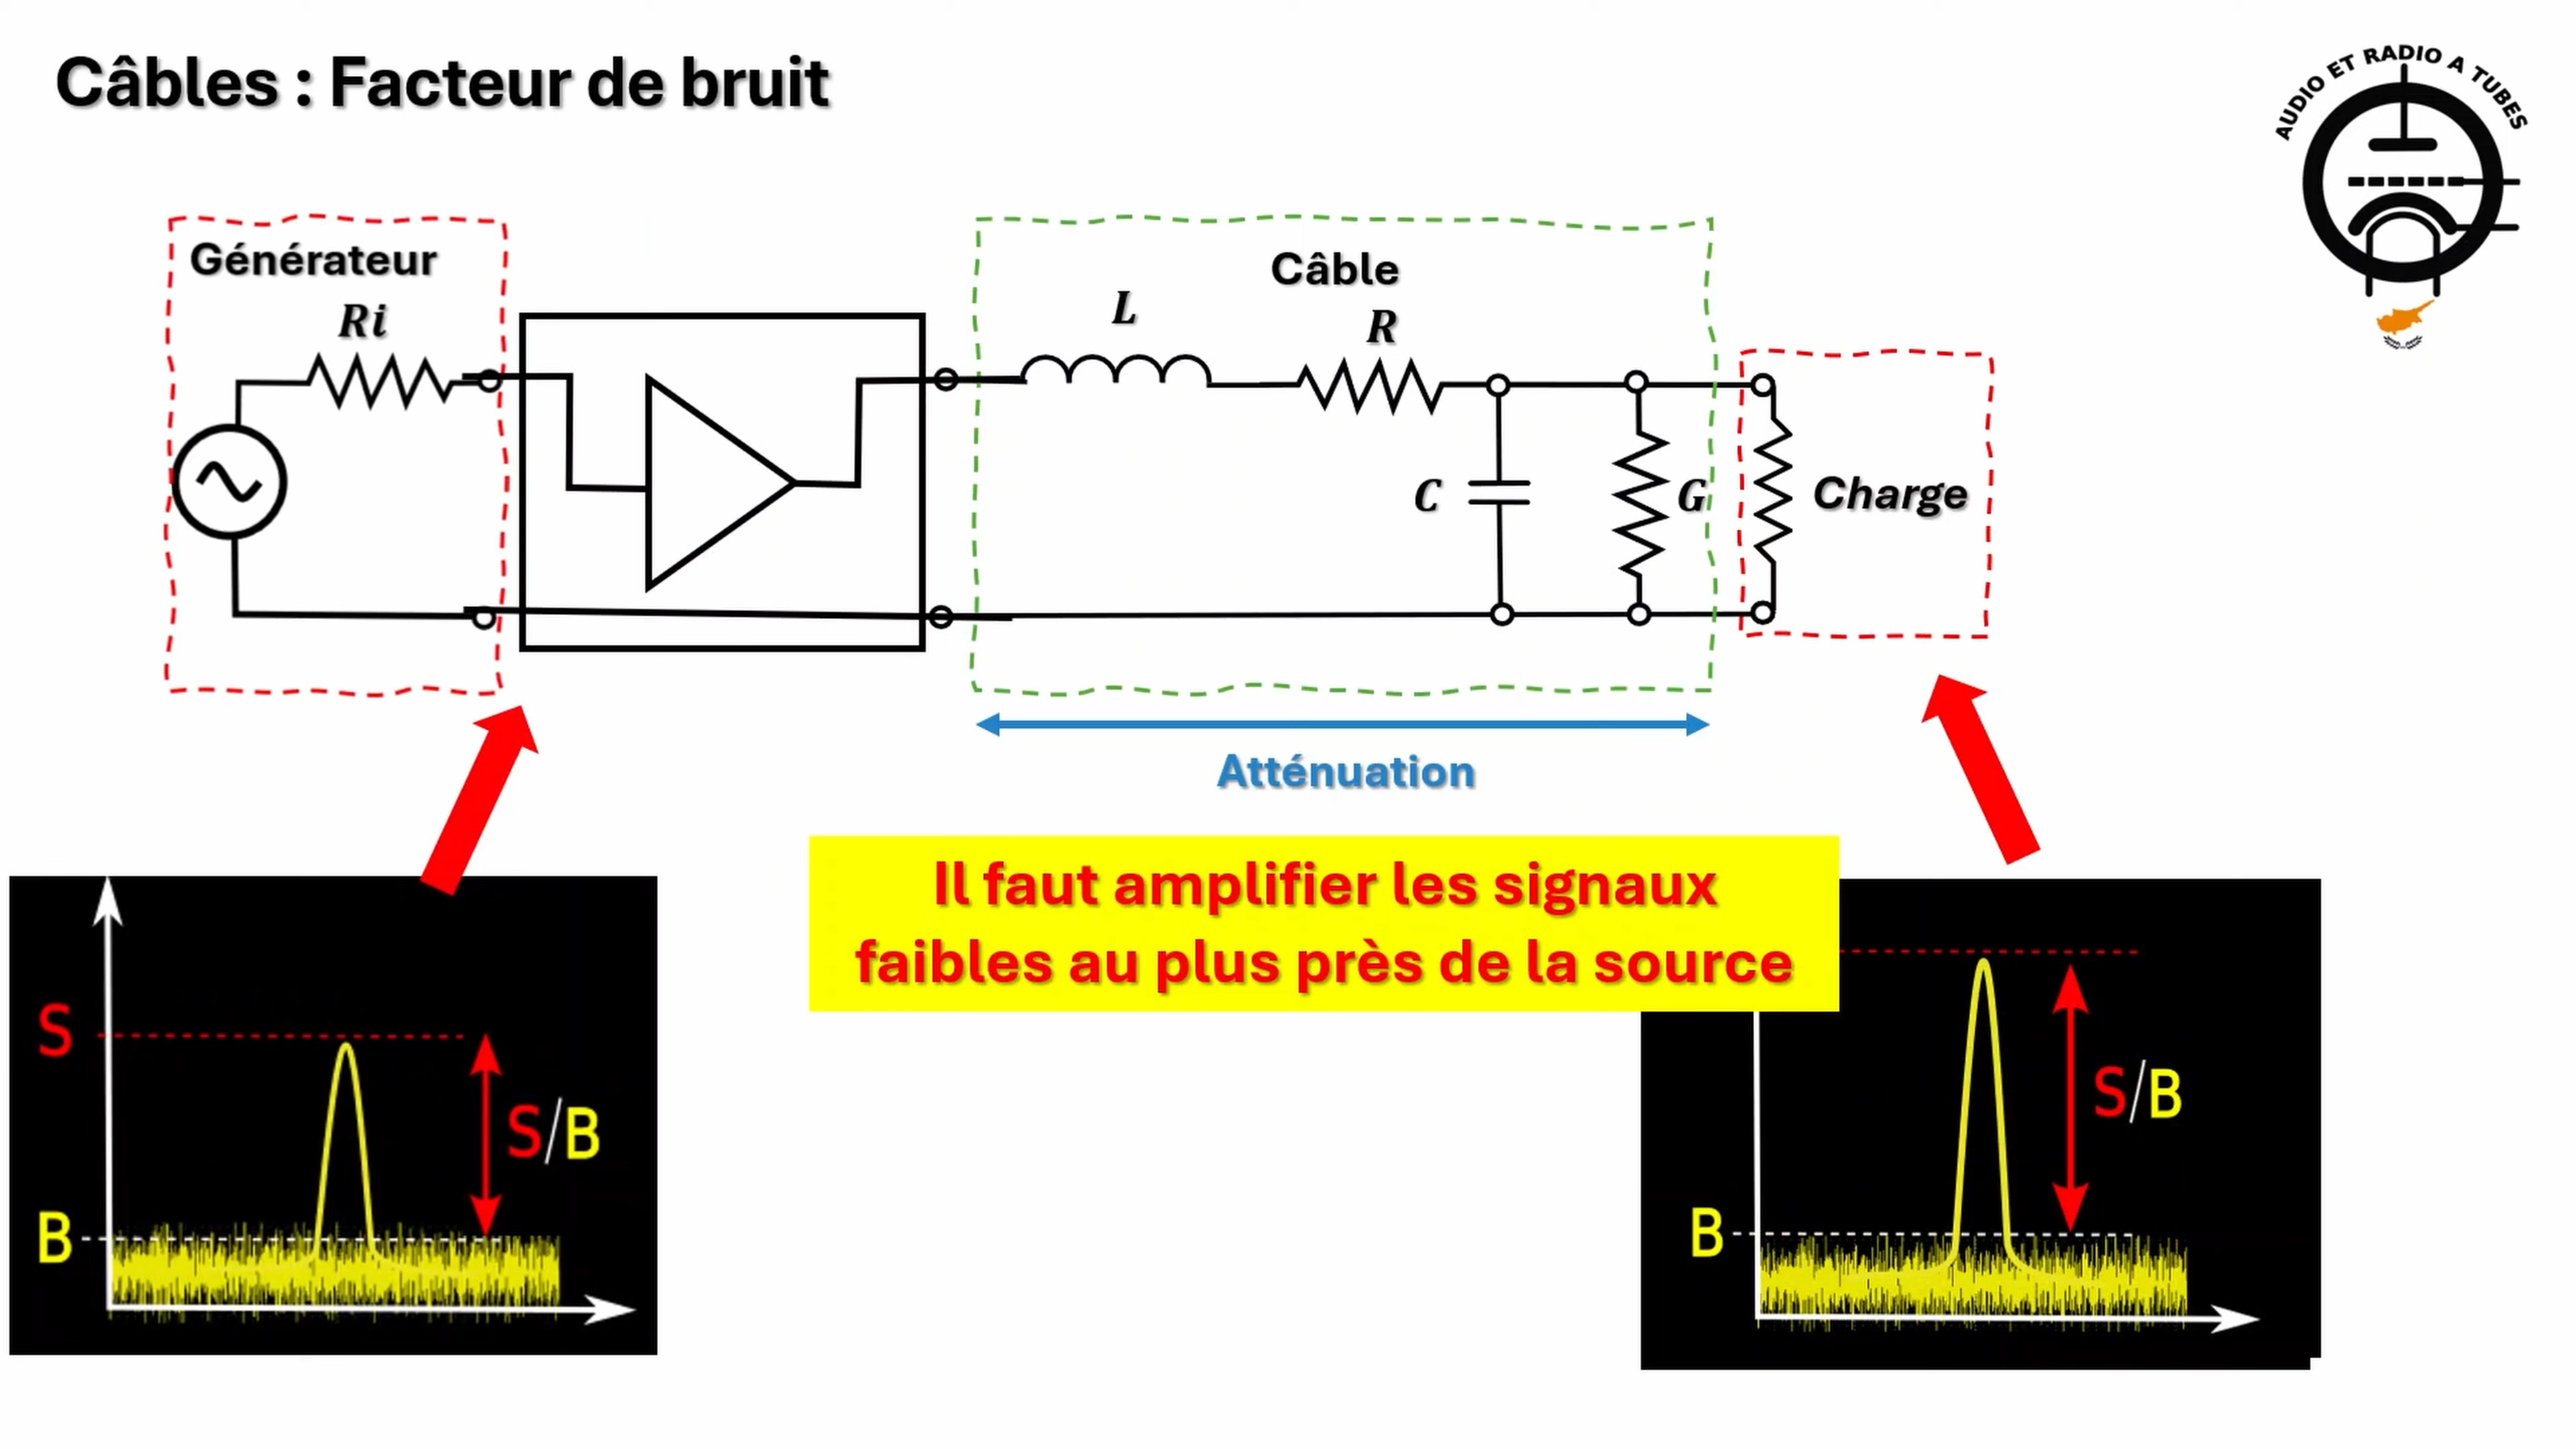 Câbles : Facteur de bruit
AUDIO ET RADIO A TUBES
Générateur
Ri
Câble
L
R
C
G
Charge
Atténuation
Il faut amplifier les signaux
faibles au plus près de la source
S
S/B
B
S/B
B